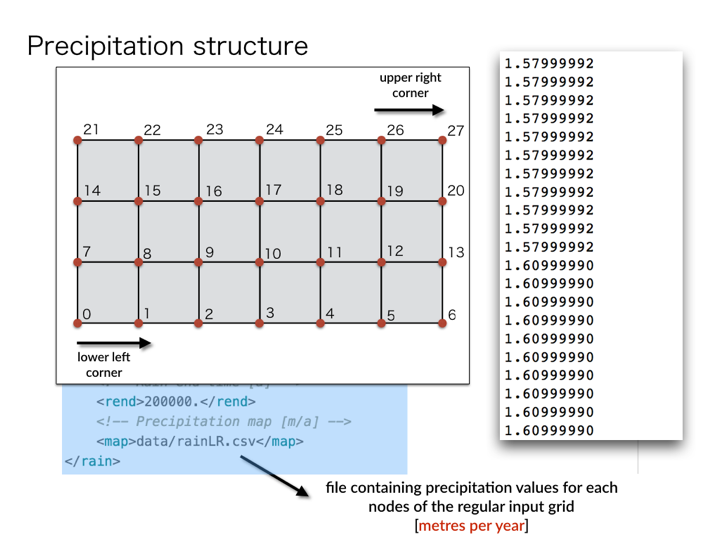 Precipitation structure
upper right
corner
21 22 23 24 25 26 27
14 15 16 17 18 19 20
7 8 9 10 11 12 13
0 1 2 3 4 5 6
lower left
corner
<rend>200000.</rend>
<!-- Precipitation map [m/a] -->
<map>data/rainLR.csv</map>
</rain>
file containing precipitation values for each
nodes of the regular input grid
[metres per year]
1.57999992
1.57999992
1.57999992
1.57999992
1.57999992
1.57999992
1.57999992
1.57999992
1.57999992
1.57999992
1.57999992
1.60999990
1.60999990
1.60999990
1.60999990
1.60999990
1.60999990
1.60999990
1.60999990
1.60999990
1.60999990